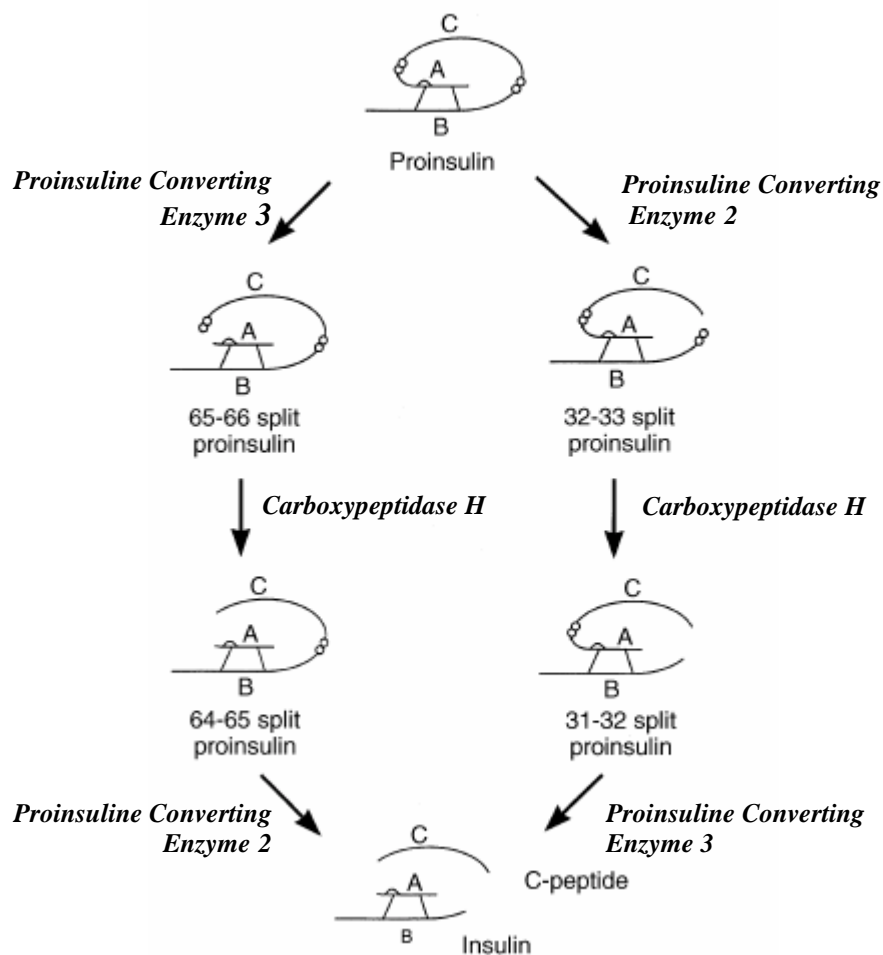 C
A
B
Proinsulin
Proinsuline Converting
Enzyme 3
Proinsuline Converting
Enzyme 2
C
A
B
65-66 split
proinsulin
C
A
B
32-33 split
proinsulin
Carboxypeptidase H
Carboxypeptidase H
C
A
B
64-65 split
proinsulin
C
A
B
31-32 split
proinsulin
Proinsuline Converting
Enzyme 2
Proinsuline Converting
Enzyme 3
C
A
B
C-peptide
Insulin